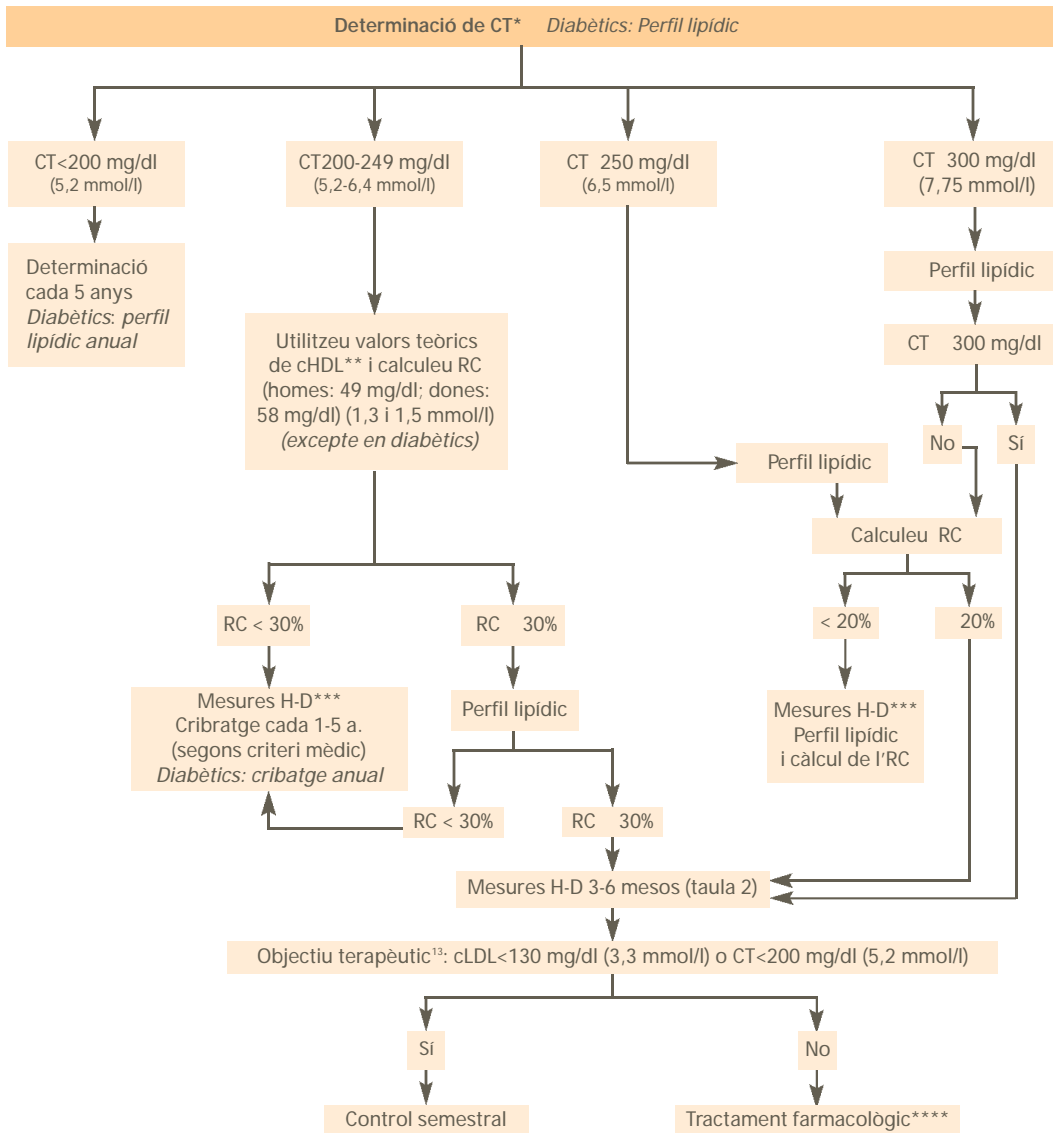 Determinació de CT* Diabètics: Perfil lipídic
CT<200 mg/dl
(5,2 mmol/l)
CT200-249 mg/dl
(5,2-6,4 mmol/l)
CT 250 mg/dl
(6,5 mmol/l)
CT 300 mg/dl
(7,75 mmol/l)
Determinació
cada 5 anys
Diabètics: perfil
lipídic anual
Perfil lipídic
CT 300 mg/dl
Utilitzeu valors teòrics
de cHDL** i calculeu RC
(homes: 49 mg/dl; dones:
58 mg/dl) (1,3 i 1,5 mmol/l)
(excepte en diabètics)
No
Sí
Perfil lipídic
Calculeu RC
RC < 30%
RC 30%
< 20%
20%
Mesures H-D***
Cribratge cada 1-5 a.
(segons criteri mèdic)
Diabètics: cribatge anual
Perfil lipídic
Mesures H-D***
Perfil lipídic
i càlcul de l'RC
RC < 30%
RC 30%
Mesures H-D 3-6 mesos (taula 2)
Objectiu terapèutic¹³: cLDL<130 mg/dl (3,3 mmol/l) o CT<200 mg/dl (5,2 mmol/l)
Sí
No
Control semestral
Tractament farmacològic****